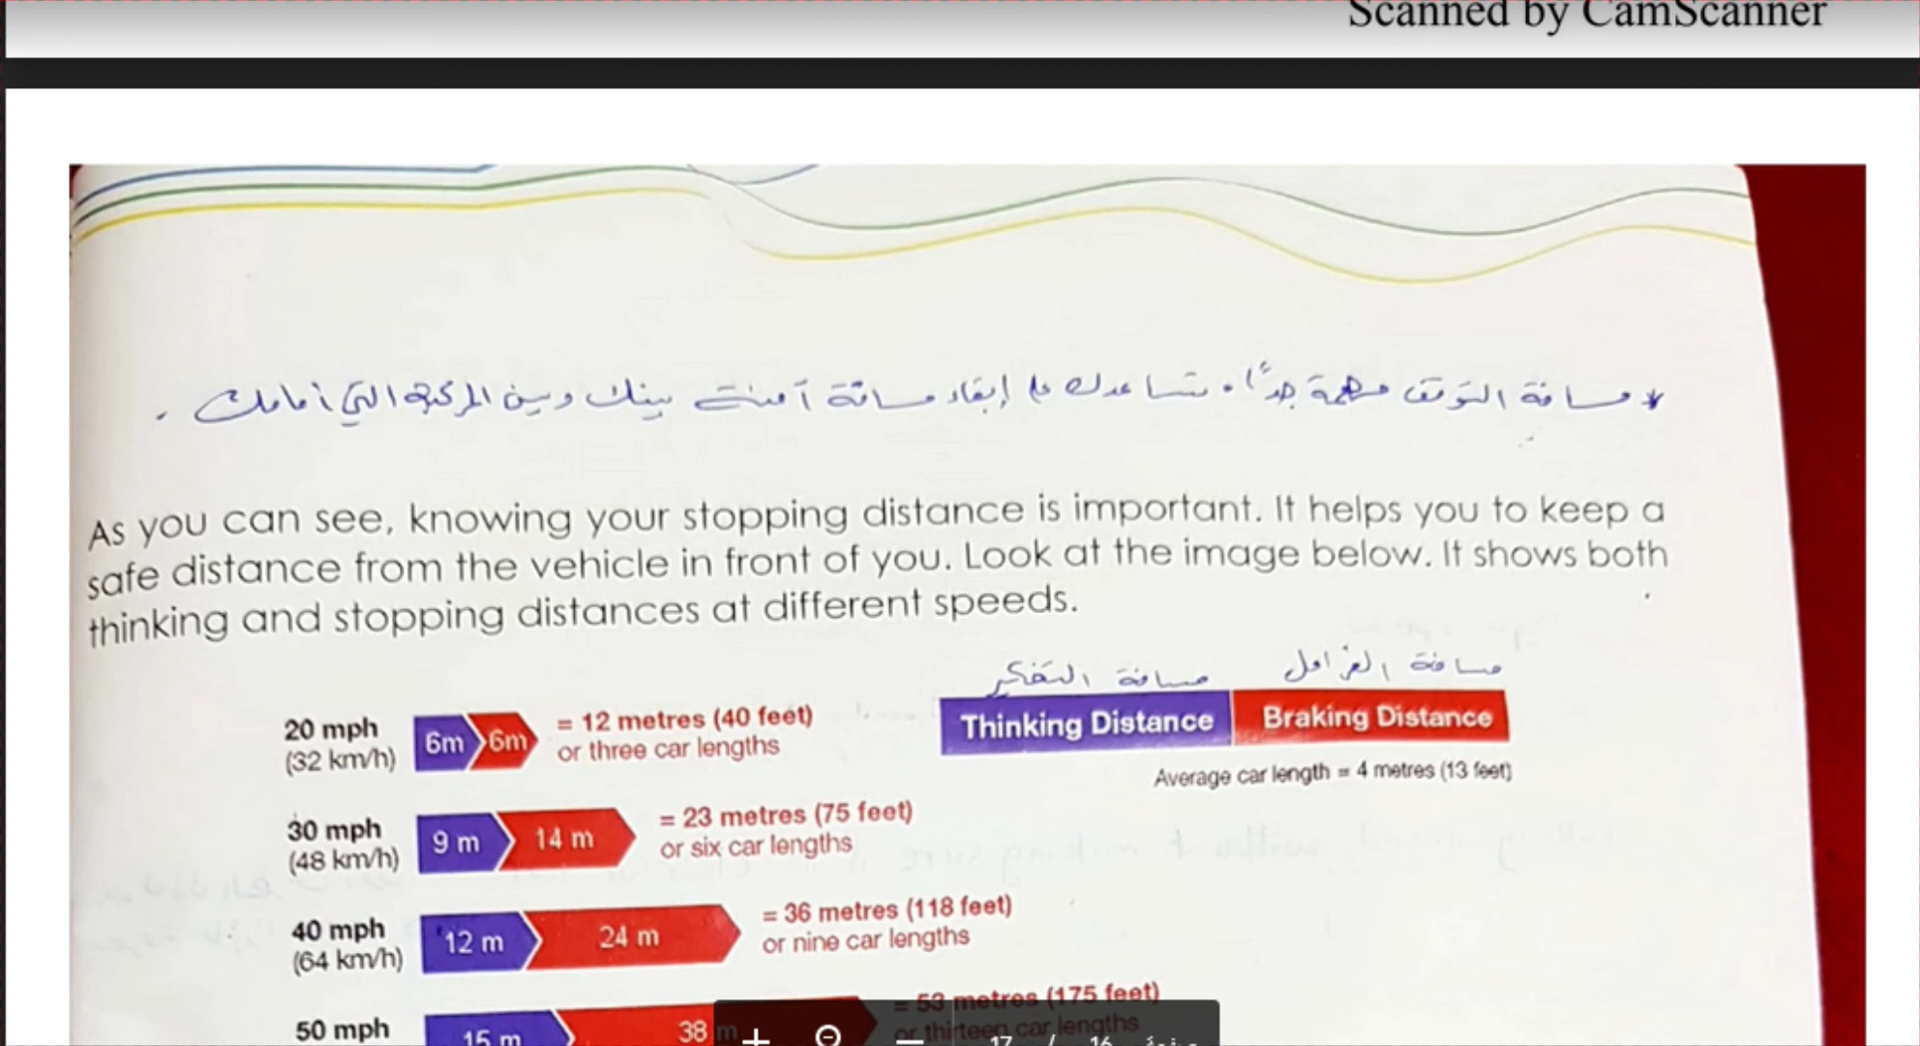 Scanned by CamScanner
* مسافة التوقف مهمة جدًا. تساعدك على إبقاء مسافة آمنة بينك وبين المركبة التي أمامك.
As you can see, knowing your stopping distance is important. It helps you to keep a
safe distance from the vehicle in front of you. Look at the image below. It shows both
thinking and stopping distances at different speeds.
مسافة التفكير مسافة الفرامل
Thinking Distance Braking Distance
Average car length = 4 metres (13 feet)
20 mph
(32 km/h)
6m 6m
= 12 metres (40 feet)
or three car lengths
30 mph
(48 km/h)
9 m 14 m
= 23 metres (75 feet)
or six car lengths
40 mph
(64 km/h)
12 m 24 m
= 36 metres (118 feet)
or nine car lengths
50 mph
15 m 38 m
= 53 metres (175 feet)
or thirteen car lengths
17 / 16